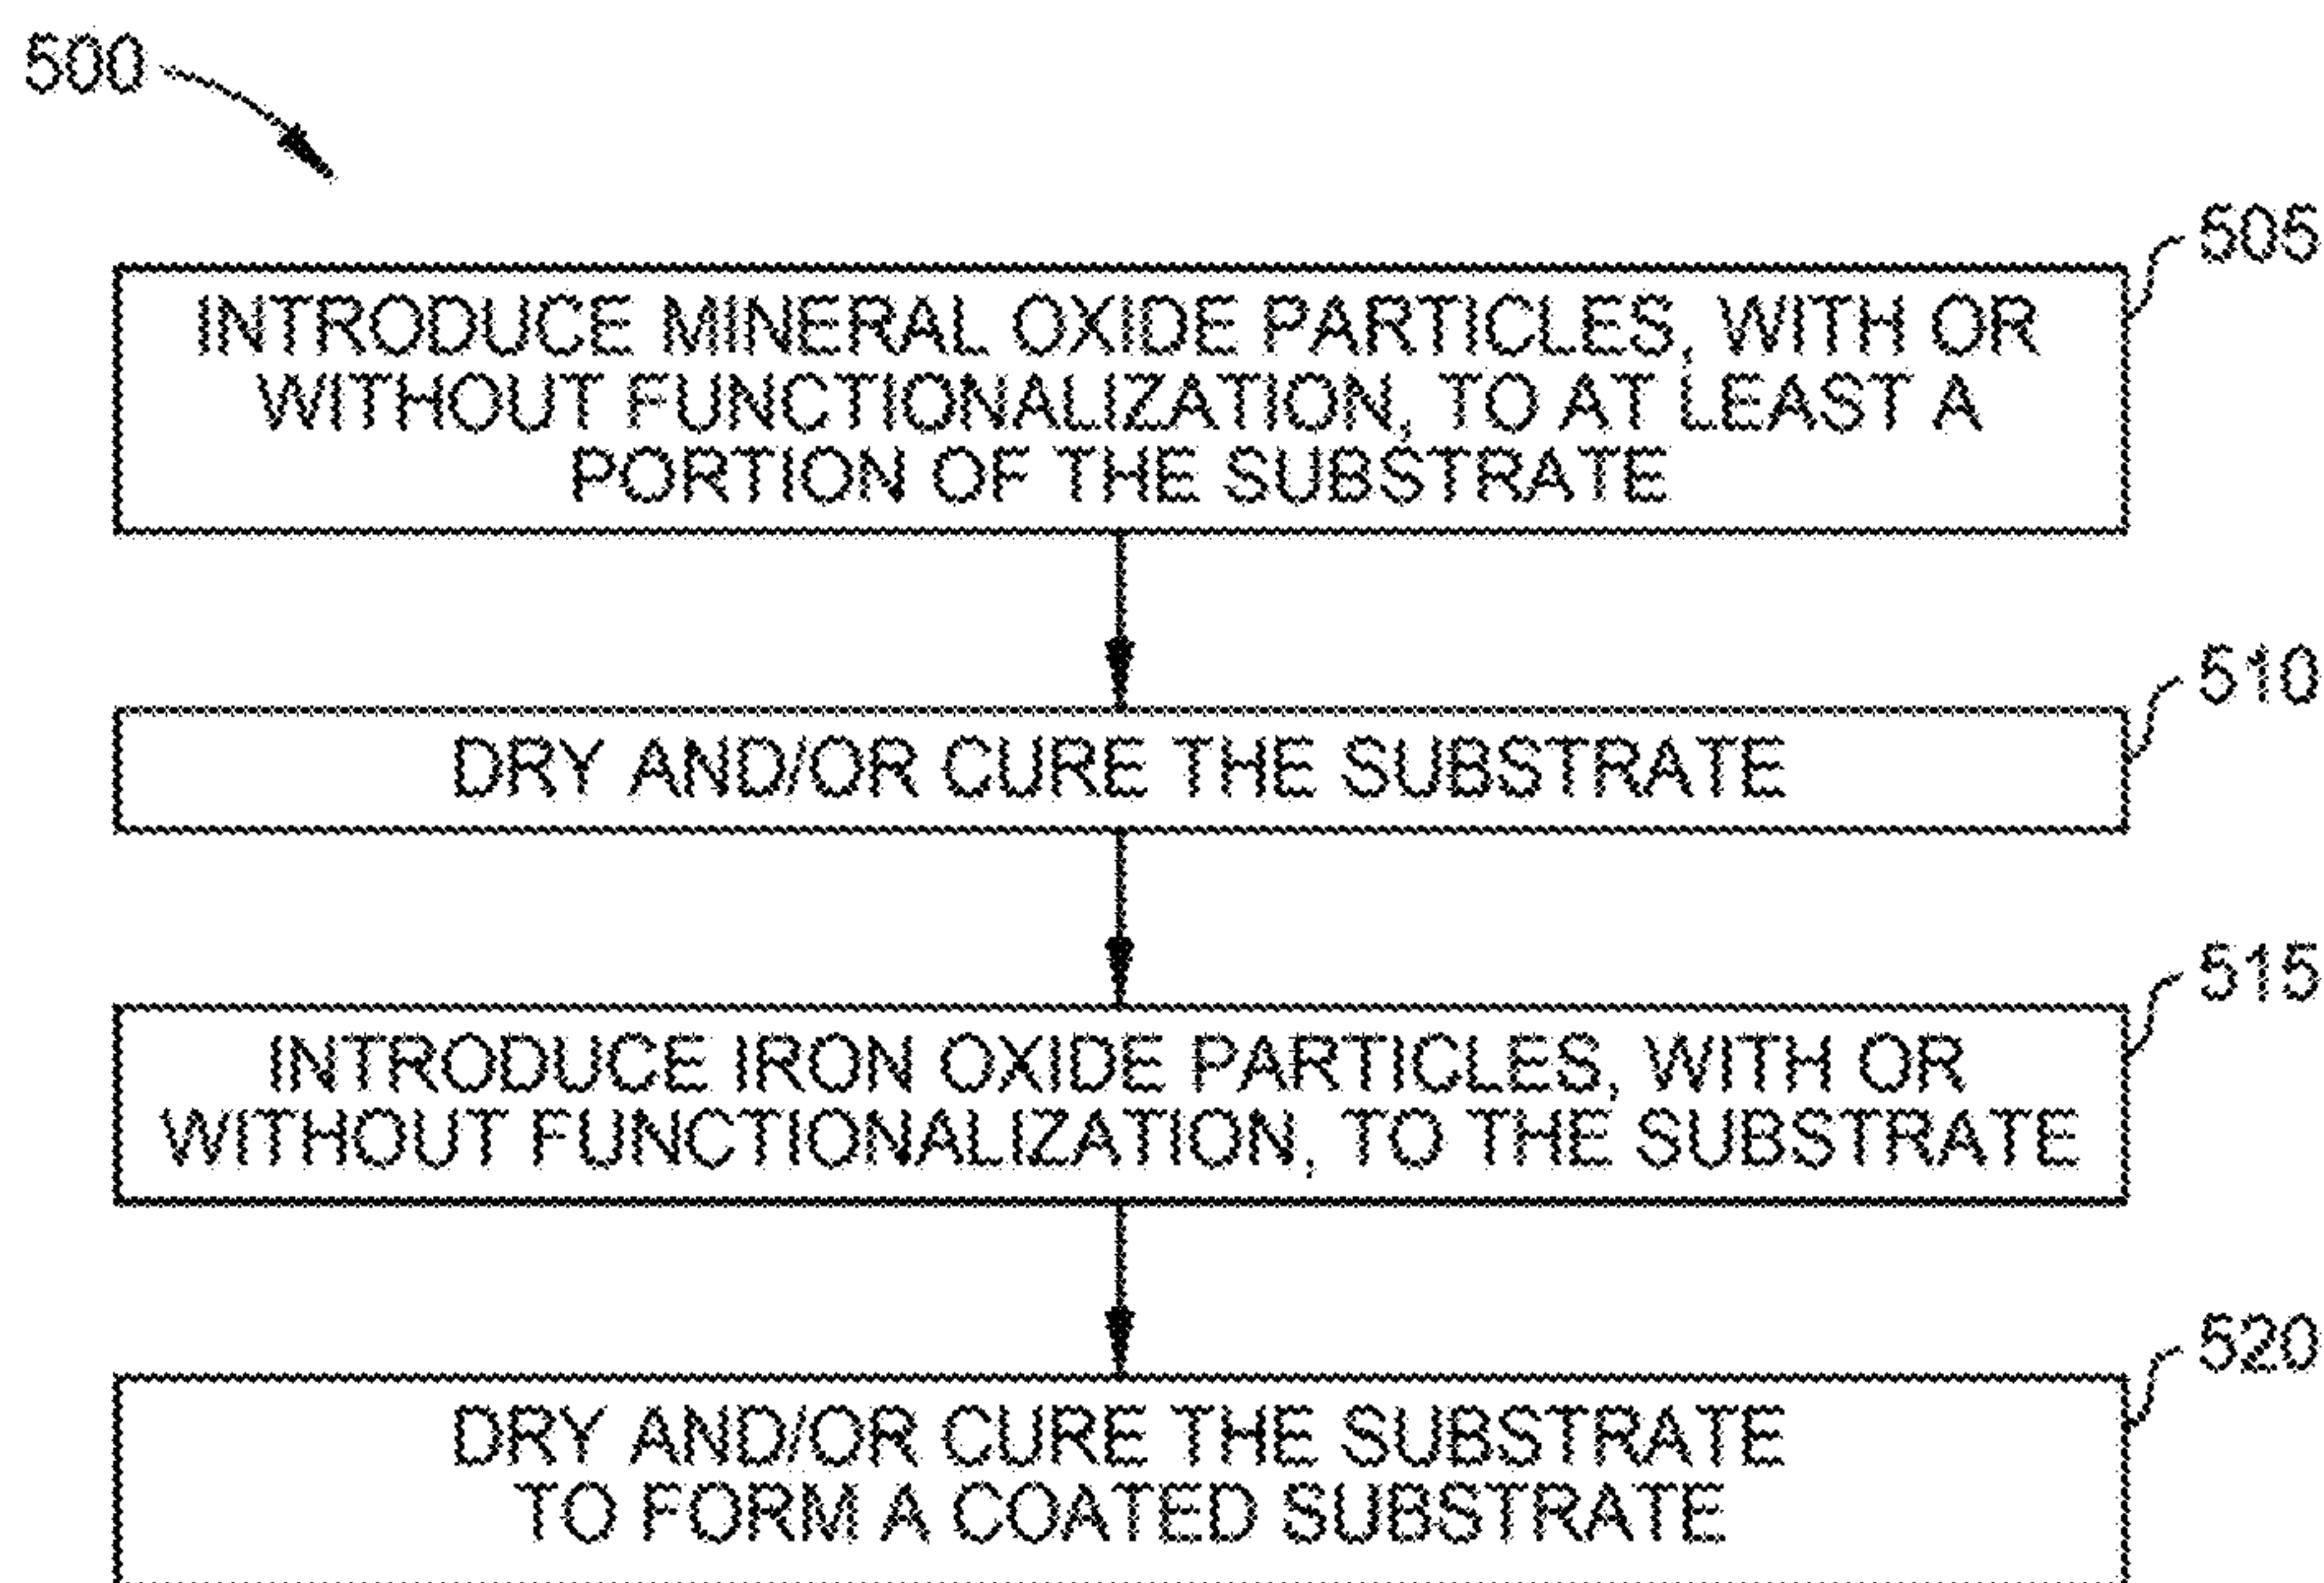 500
505
INTRODUCE MINERAL OXIDE PARTICLES, WITH OR
WITHOUT FUNCTIONALIZATION, TO AT LEAST A
PORTION OF THE SUBSTRATE
510
DRY AND/OR CURE THE SUBSTRATE
515
INTRODUCE IRON OXIDE PARTICLES, WITH OR
WITHOUT FUNCTIONALIZATION, TO THE SUBSTRATE
520
DRY AND/OR CURE THE SUBSTRATE
TO FORM A COATED SUBSTRATE